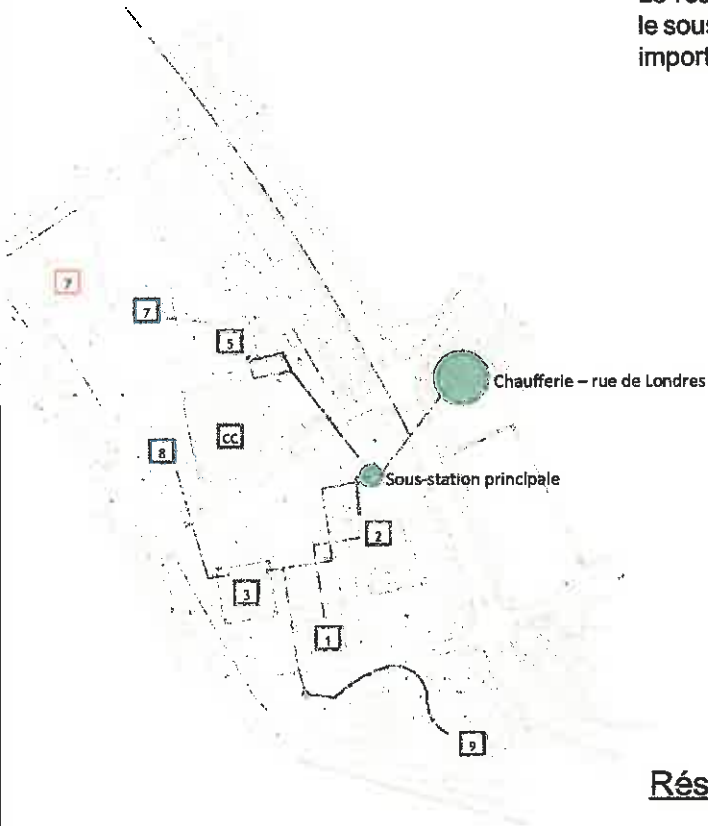 le sous
import
7
7
5
Chaufferie – rue de Londres
CC
8
Sous-station principale
2
3
1
9
Rés